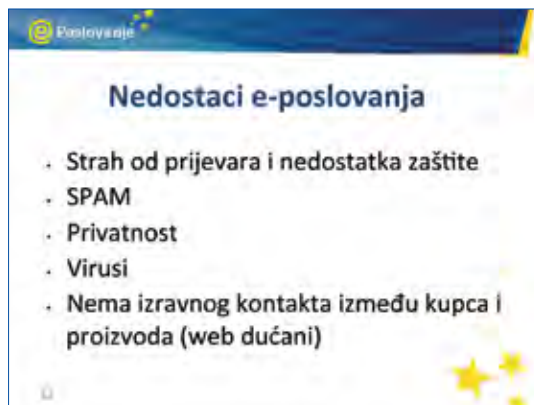 Poslovanje
Nedostaci e-poslovanja
• Strah od prijevara i nedostatka zaštite
• SPAM
• Privatnost
• Virusi
• Nema izravnog kontakta između kupca i
proizvoda (web dućani)